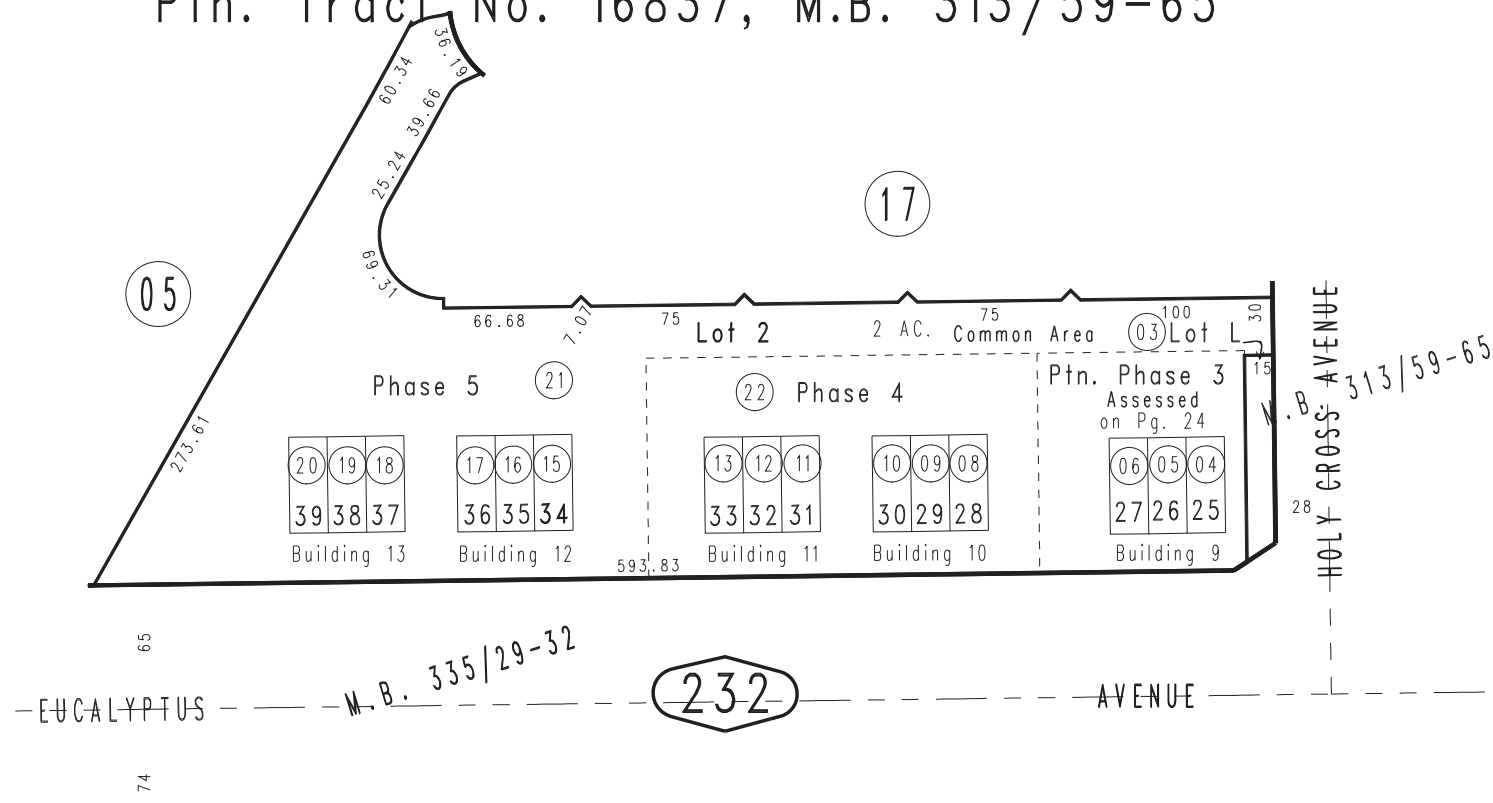 Ptn. Tract No. 16837, M.B. 313/59-65
36.19
60.34
39.66
25.24
69.31
17
05
66.68
7.07
75
Lot 2
2 AC.
75
Common Area
03
100
Lot L
30
15
Phase 5
21
22
Phase 4
Ptn. Phase 3
Assessed
on Pg. 24
M.B. 313/59-65
HOLY CROSS AVENUE
273.61
20 19 18
17 16 15
13 12 11
10 09 08
06 05 04
39 38 37
36 35 34
33 32 31
30 29 28
27 26 25
28
Building 13
Building 12
Building 11
Building 10
Building 9
593.83
65
M.B. 335/29-32
232
EUCALYPTUS
AVENUE
74